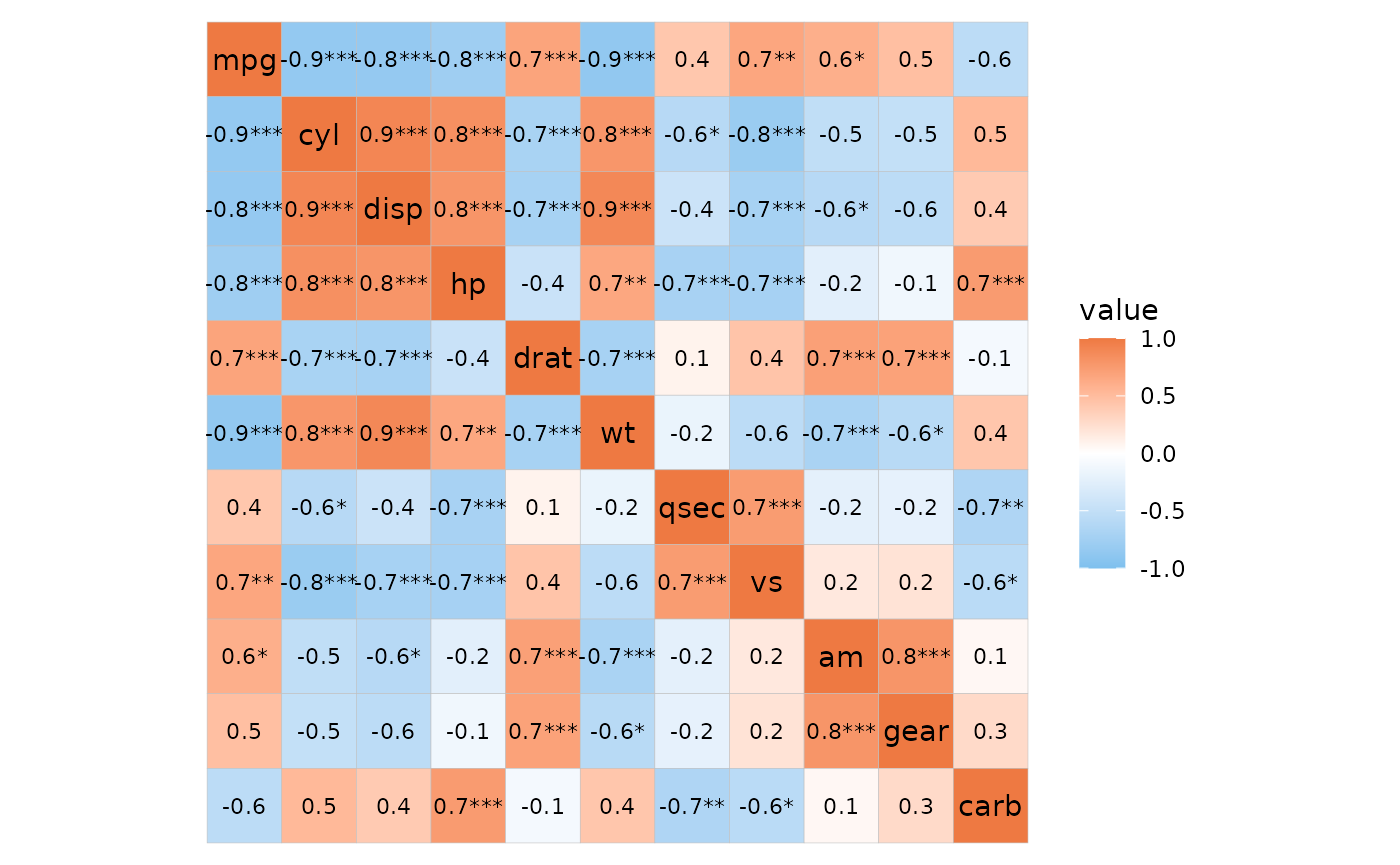 mpg -0.9*** -0.8*** -0.8*** 0.7*** -0.9*** 0.4 0.7** 0.6* 0.5 -0.6
-0.9*** cyl 0.9*** 0.8*** -0.7*** 0.8*** -0.6* -0.8*** -0.5 -0.5 0.5
-0.8*** 0.9*** disp 0.8*** -0.7*** 0.9*** -0.4 -0.7*** -0.6* -0.6 0.4
-0.8*** 0.8*** 0.8*** hp -0.4 0.7** -0.7*** -0.7*** -0.2 -0.1 0.7***
0.7*** -0.7*** -0.7*** -0.4 drat -0.7*** 0.1 0.4 0.7*** 0.7*** -0.1
-0.9*** 0.8*** 0.9*** 0.7** -0.7*** wt -0.2 -0.6 -0.7*** -0.6* 0.4
0.4 -0.6* -0.4 -0.7*** 0.1 -0.2 qsec 0.7*** -0.2 -0.2 -0.7**
0.7** -0.8*** -0.7*** -0.7*** 0.4 -0.6 0.7*** vs 0.2 0.2 -0.6*
0.6* -0.5 -0.6* -0.2 0.7*** -0.7*** -0.2 0.2 am 0.8*** 0.1
0.5 -0.5 -0.6 -0.1 0.7*** -0.6* -0.2 0.2 0.8*** gear 0.3
-0.6 0.5 0.4 0.7*** -0.1 0.4 -0.7** -0.6* 0.1 0.3 carb
value
1.0
0.5
0.0
-0.5
-1.0